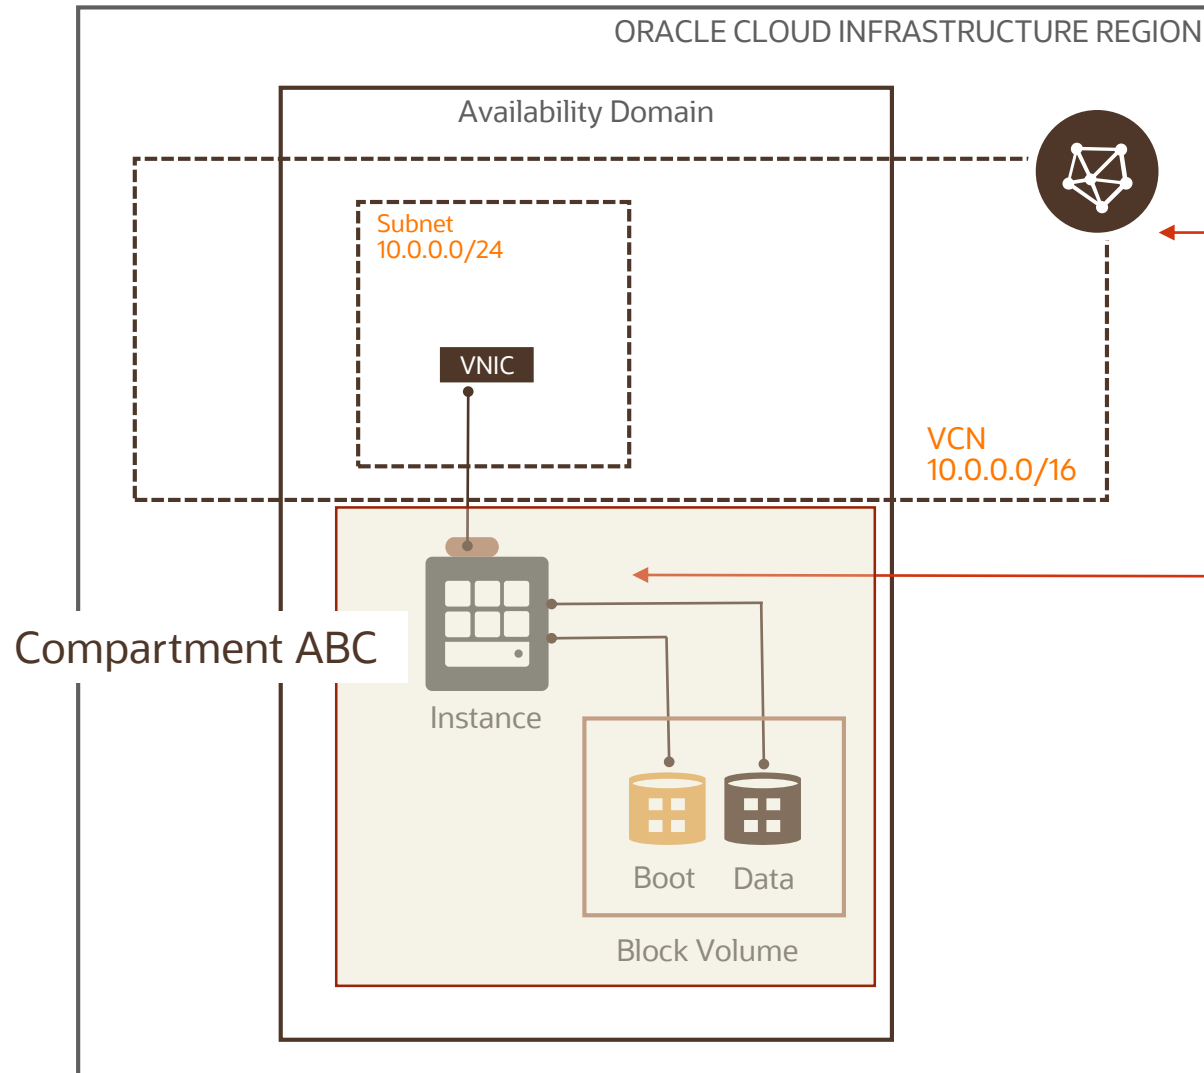 ORACLE CLOUD INFRASTRUCTURE REGION
Availability Domain
Subnet
10.0.0.0/24
VNIC
VCN
10.0.0.0/16
Compartment ABC
Instance
Boot
Data
Block Volume